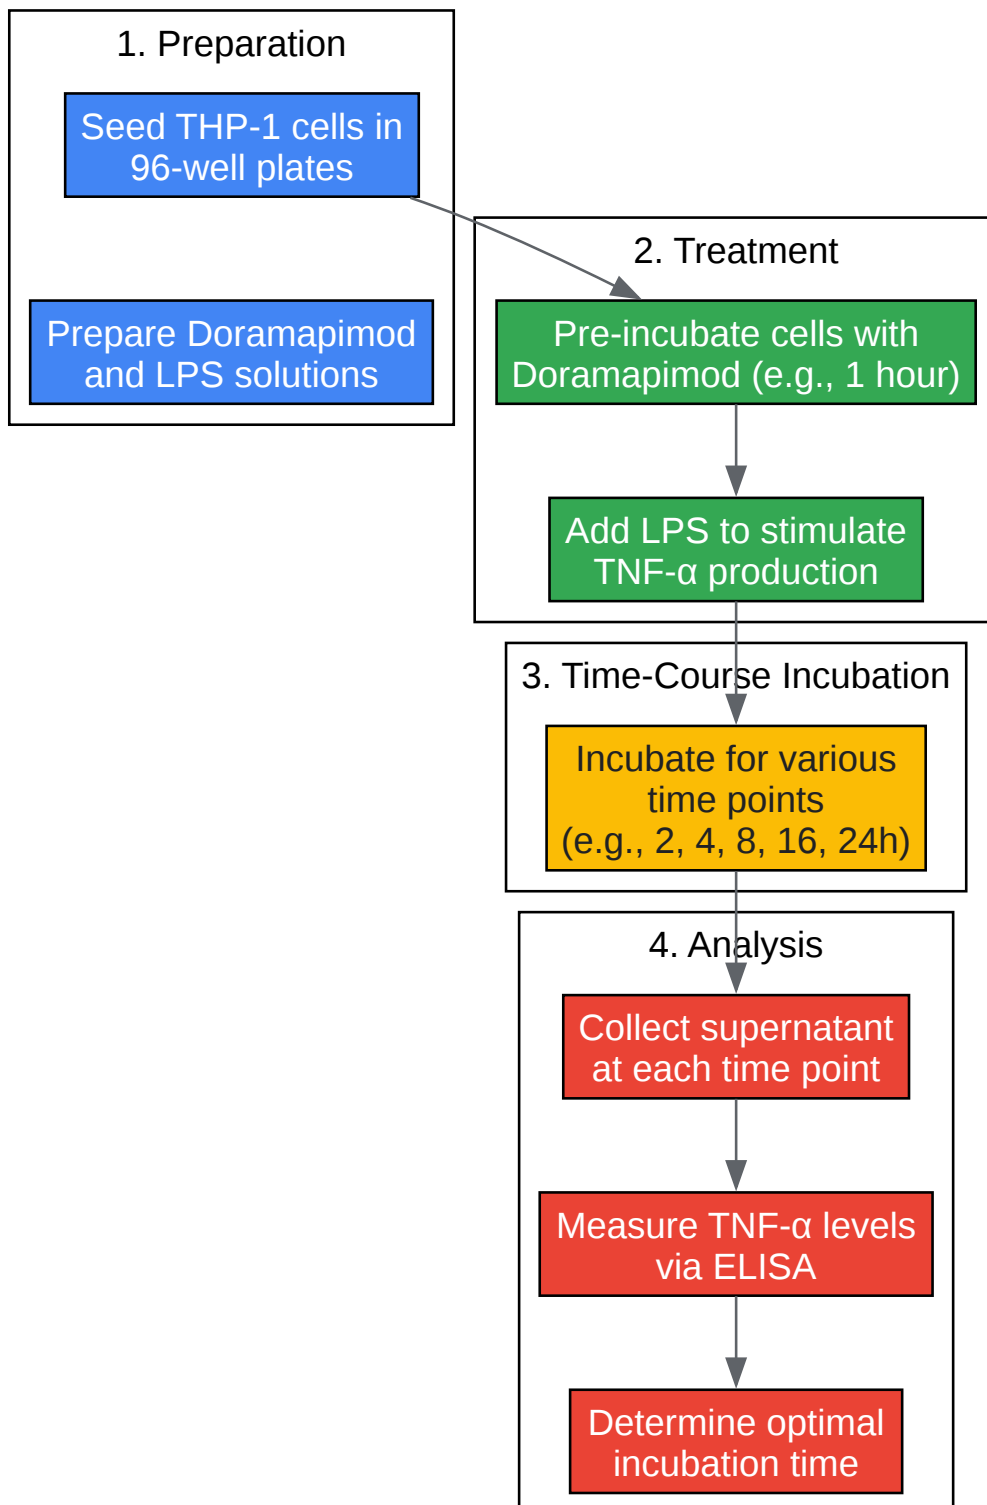 1. Preparation
Seed THP-1 cells in
96-well plates
Prepare Doramapimod
and LPS solutions
2. Treatment
Pre-incubate cells with
Doramapimod (e.g., 1 hour)
Add LPS to stimulate
TNF-α production
3. Time-Course Incubation
Incubate for various
time points
(e.g., 2, 4, 8, 16, 24h)
4. Analysis
Collect supernatant
at each time point
Measure TNF-α levels
via ELISA
Determine optimal
incubation time